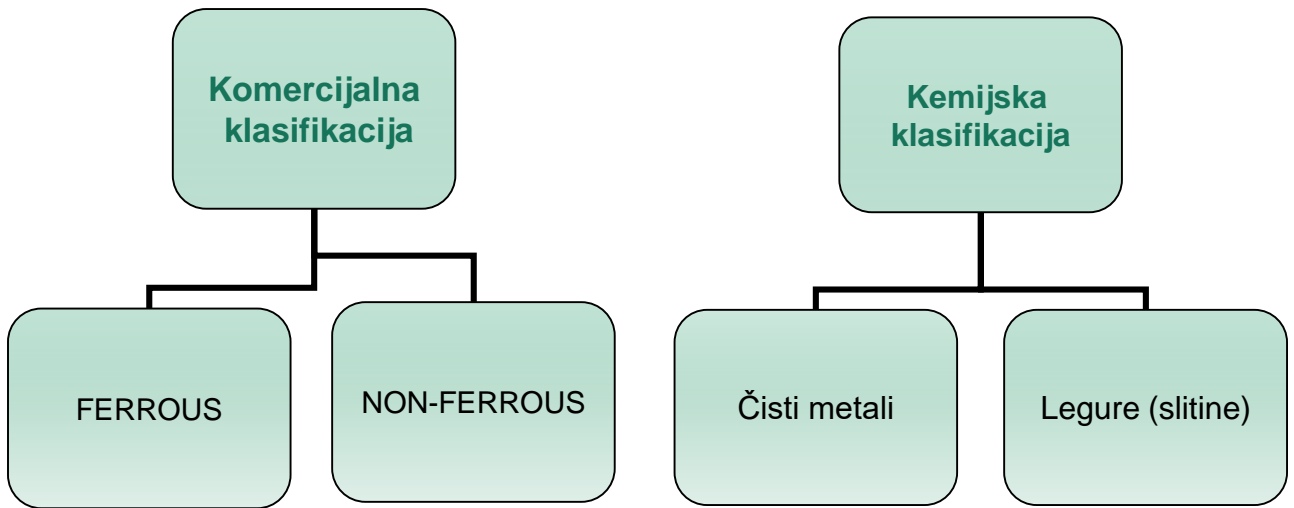 Komercijalna
klasifikacija
Kemijska
klasifikacija
FERROUS
NON-FERROUS
Čisti metali
Legure (slitine)